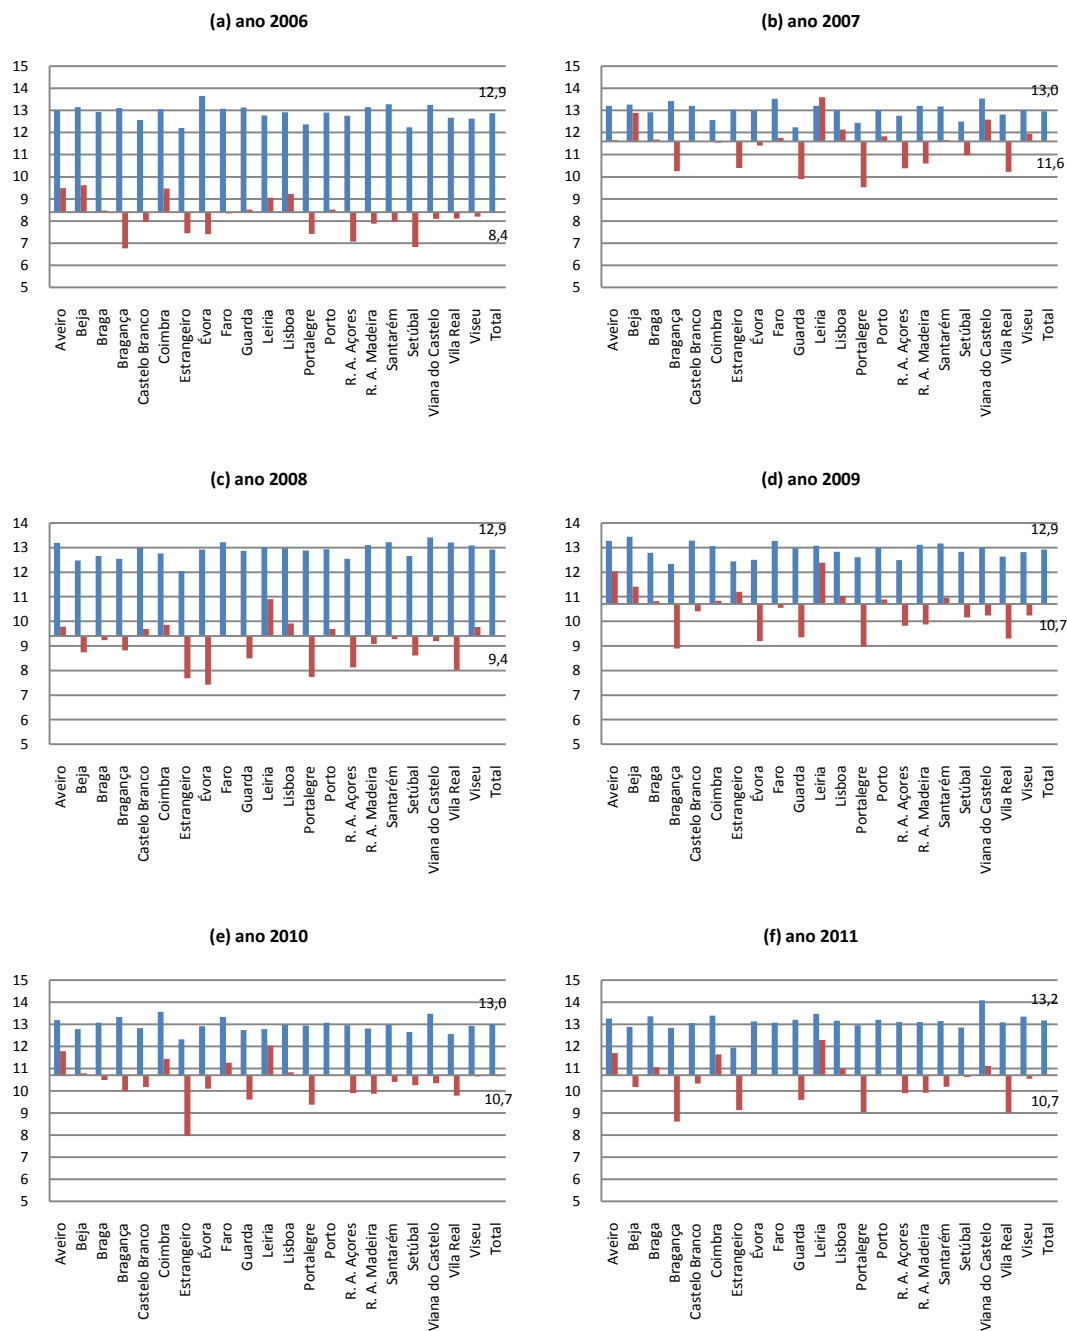 (a) ano 2006
15
14
13
12
11
10
9
8
7
6
5
12,9
8,4
Aveiro
Beja
Braga
Bragança
Castelo Branco
Coimbra
Estrangeiro
Évora
Faro
Guarda
Leiria
Lisboa
Portalegre
Porto
R. A. Açores
R. A. Madeira
Santarém
Setúbal
Viana do Castelo
Vila Real
Viseu
Total
(b) ano 2007
15
14
13
12
11
10
9
8
7
6
5
13,0
11,6
Aveiro
Beja
Braga
Bragança
Castelo Branco
Coimbra
Estrangeiro
Évora
Faro
Guarda
Leiria
Lisboa
Portalegre
Porto
R. A. Açores
R. A. Madeira
Santarém
Setúbal
Viana do Castelo
Vila Real
Viseu
Total
(c) ano 2008
14
13
12
11
10
9
8
7
6
5
12,9
9,4
Aveiro
Beja
Braga
Bragança
Castelo Branco
Coimbra
Estrangeiro
Évora
Faro
Guarda
Leiria
Lisboa
Portalegre
Porto
R. A. Açores
R. A. Madeira
Santarém
Setúbal
Viana do Castelo
Vila Real
Viseu
Total
(d) ano 2009
14
13
12
11
10
9
8
7
6
5
12,9
10,7
Aveiro
Beja
Braga
Bragança
Castelo Branco
Coimbra
Estrangeiro
Évora
Faro
Guarda
Leiria
Lisboa
Portalegre
Porto
R. A. Açores
R. A. Madeira
Santarém
Setúbal
Viana do Castelo
Vila Real
Viseu
Total
(e) ano 2010
15
14
13
12
11
10
9
8
7
6
5
13,0
10,7
Aveiro
Beja
Braga
Bragança
Castelo Branco
Coimbra
Estrangeiro
Évora
Faro
Guarda
Leiria
Lisboa
Portalegre
Porto
R. A. Açores
R. A. Madeira
Santarém
Setúbal
Viana do Castelo
Vila Real
Viseu
Total
(f) ano 2011
15
14
13
12
11
10
9
8
7
6
5
13,2
10,7
Aveiro
Beja
Braga
Bragança
Castelo Branco
Coimbra
Estrangeiro
Évora
Faro
Guarda
Leiria
Lisboa
Portalegre
Porto
R. A. Açores
R. A. Madeira
Santarém
Setúbal
Viana do Castelo
Vila Real
Viseu
Total